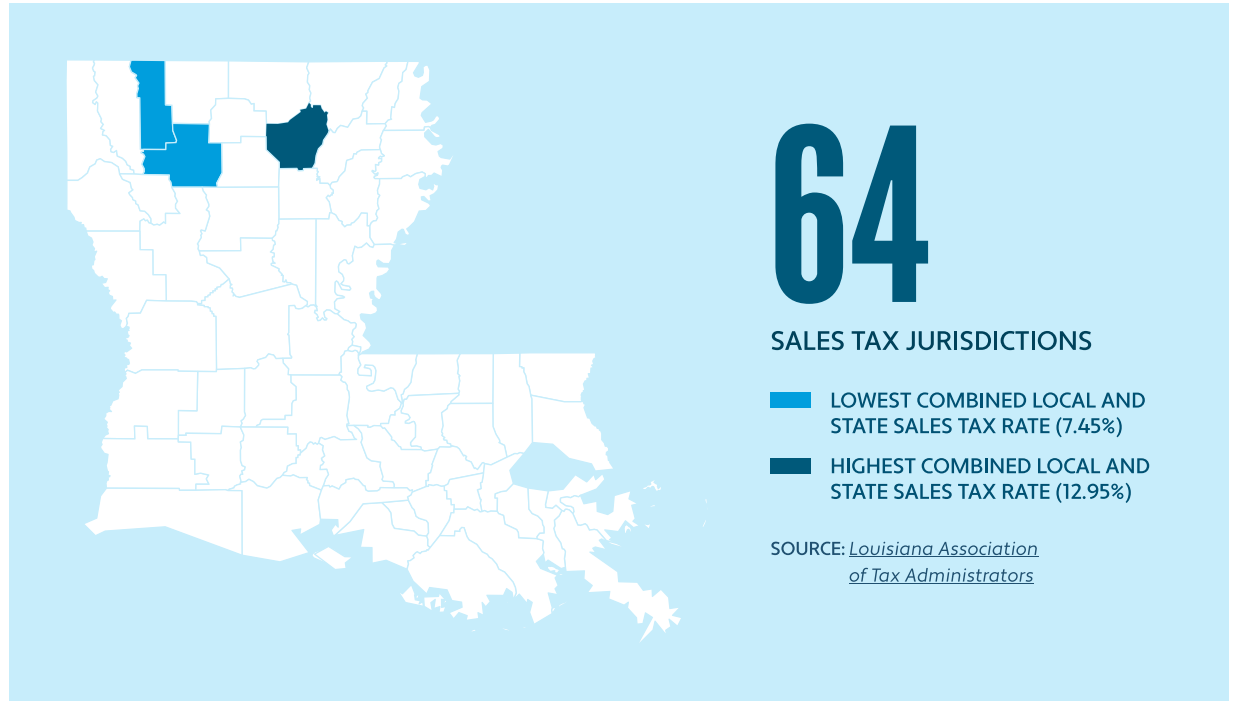 64
SALES TAX JURISDICTIONS
LOWEST COMBINED LOCAL AND
STATE SALES TAX RATE (7.45%)
HIGHEST COMBINED LOCAL AND
STATE SALES TAX RATE (12.95%)
SOURCE: Louisiana Association
of Tax Administrators